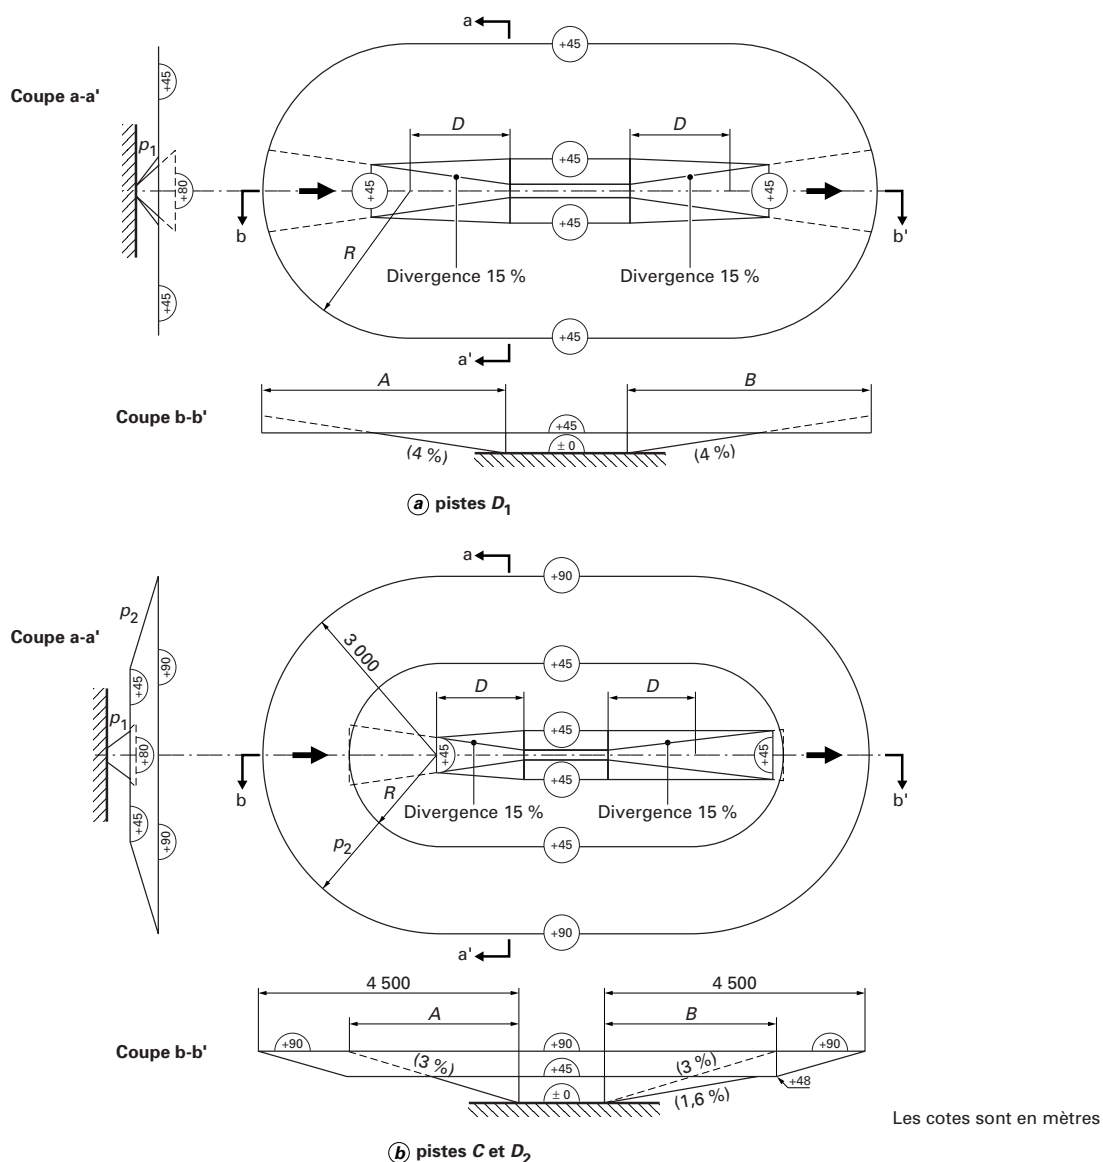 a
+45
Coupe a-a'
+45
p1
+80
+45
D
D
+45
+45
+45
+45
b
b'
R
Divergence 15 %
Divergence 15 %
+45
a'
A
B
Coupe b-b'
+45
± 0
(4 %)
(4 %)
a pistes D1
a
+90
Coupe a-a'
p2
+90
+45
p1
+80
+45
+90
3 000
+45
D
D
+45
+45
+45
+45
b
b'
R
Divergence 15 %
Divergence 15 %
p2
+45
+90
a'
4 500
4 500
A
B
Coupe b-b'
+90
+90
+90
(3 %)
(3 %)
+45
+48
± 0
(1,6 %)
Les cotes sont en mètres
b pistes C et D2